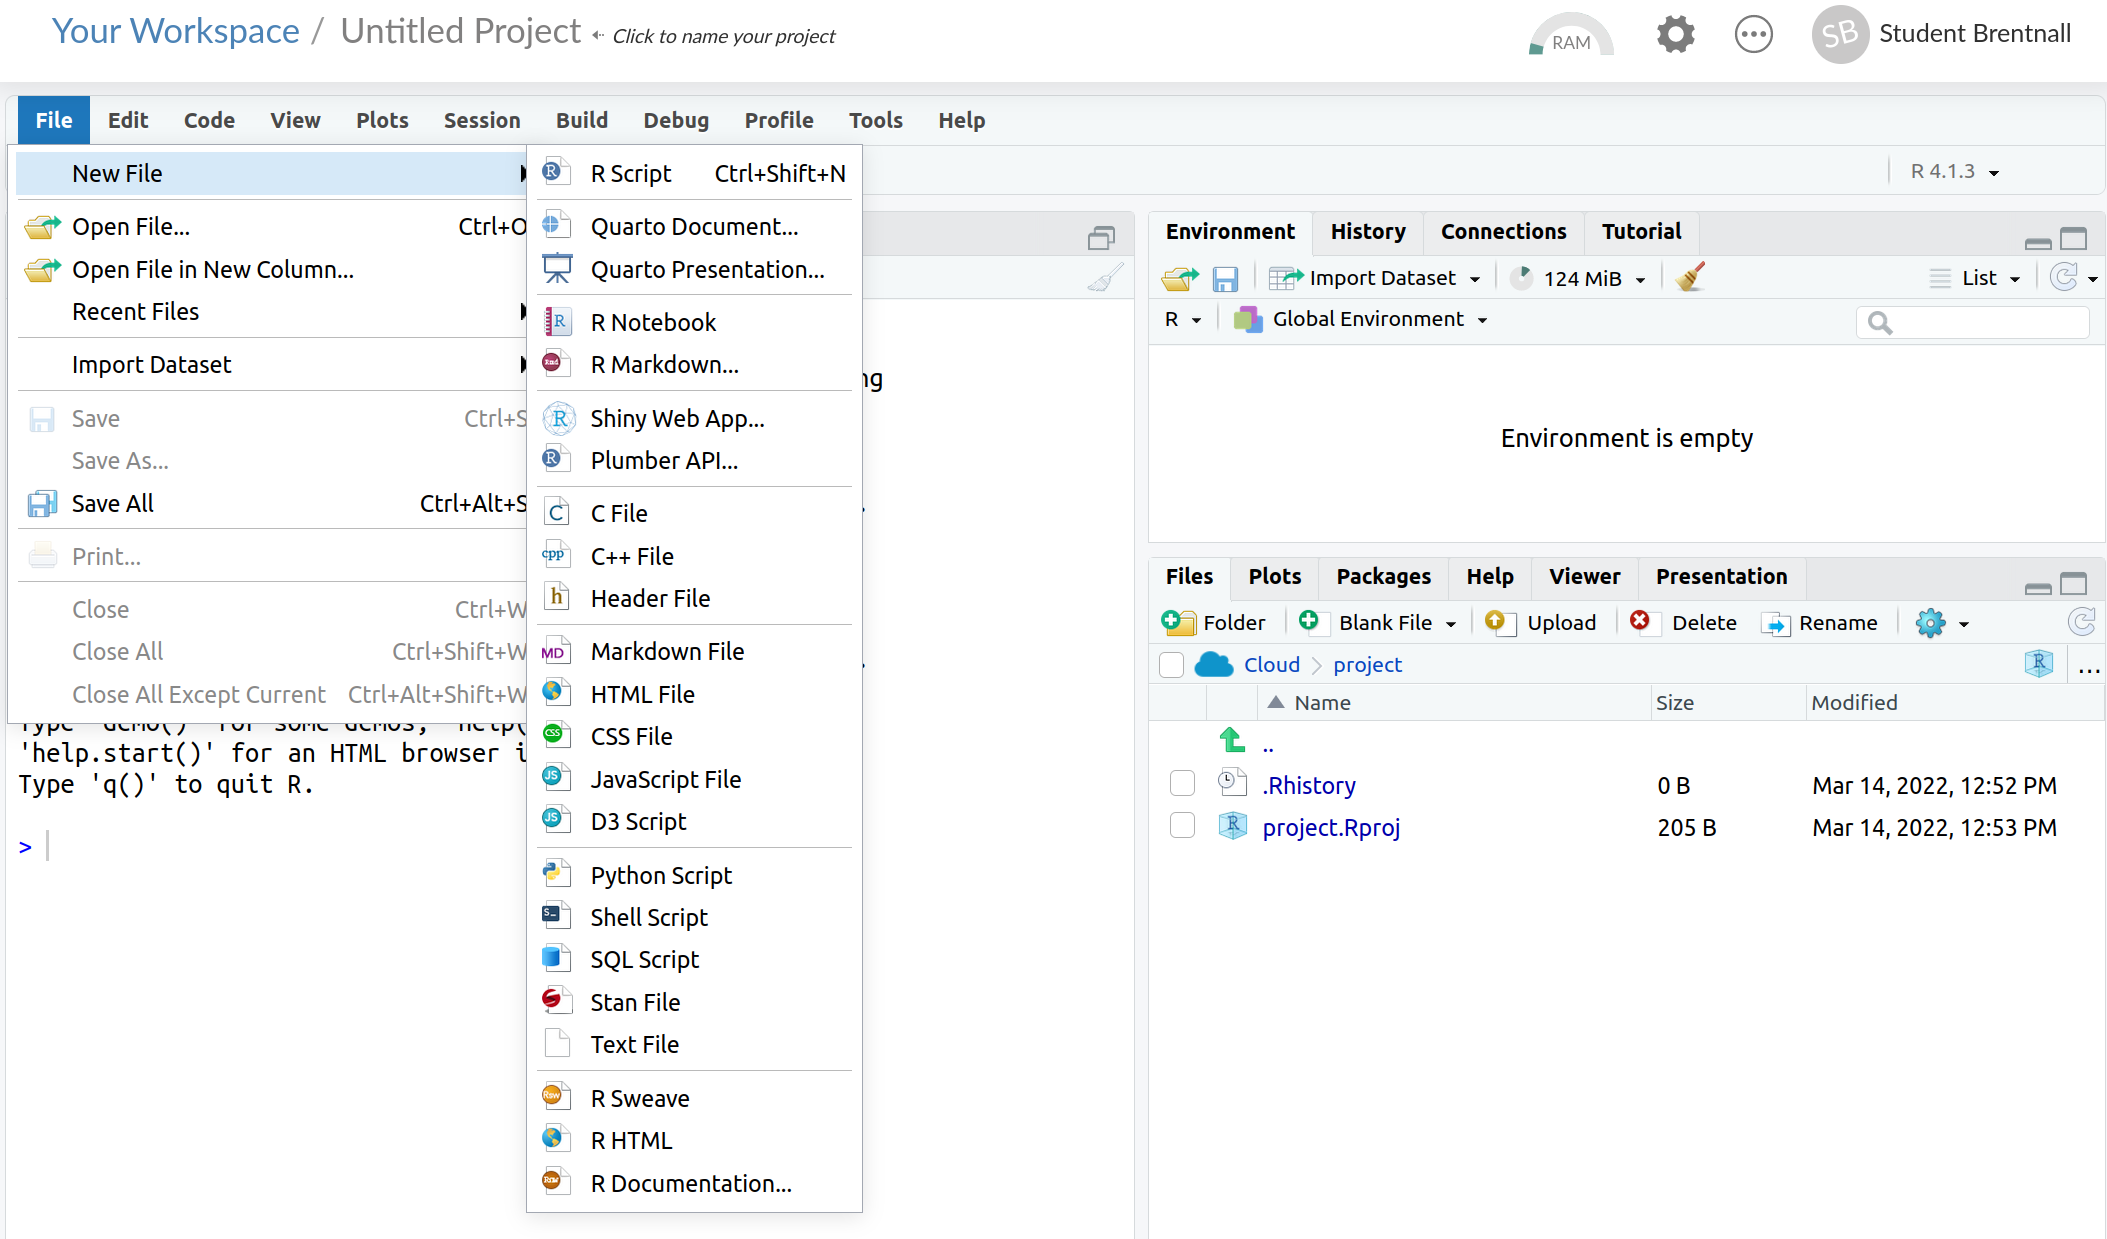 Your Workspace / Untitled Project Click to name your project
RAM
SB Student Brentnall
File Edit Code View Plots Session Build Debug Profile Tools Help
R 4.1.3
New File
Open File... Ctrl+O
Open File in New Column...
Recent Files
Import Dataset
Save Ctrl+S
Save As...
Save All Ctrl+Alt+S
Print...
Close Ctrl+W
Close All Ctrl+Shift+W
Close All Except Current Ctrl+Alt+Shift+W
R Script Ctrl+Shift+N
Quarto Document...
Quarto Presentation...
R Notebook
R Markdown...
Shiny Web App...
Plumber API...
C File
C++ File
Header File
Markdown File
HTML File
CSS File
JavaScript File
D3 Script
Python Script
Shell Script
SQL Script
Stan File
Text File
R Sweave
R HTML
R Documentation...
ng
Type 'demo()' for some demos, 'help(
'help.start()' for an HTML browser i
Type 'q()' to quit R.
>
Environment History Connections Tutorial
Import Dataset 124 MiB List
R Global Environment
Environment is empty
Files Plots Packages Help Viewer Presentation
Folder Blank File Upload Delete Rename
Cloud > project ...
Name Size Modified
..
.Rhistory 0 B Mar 14, 2022, 12:52 PM
project.Rproj 205 B Mar 14, 2022, 12:53 PM